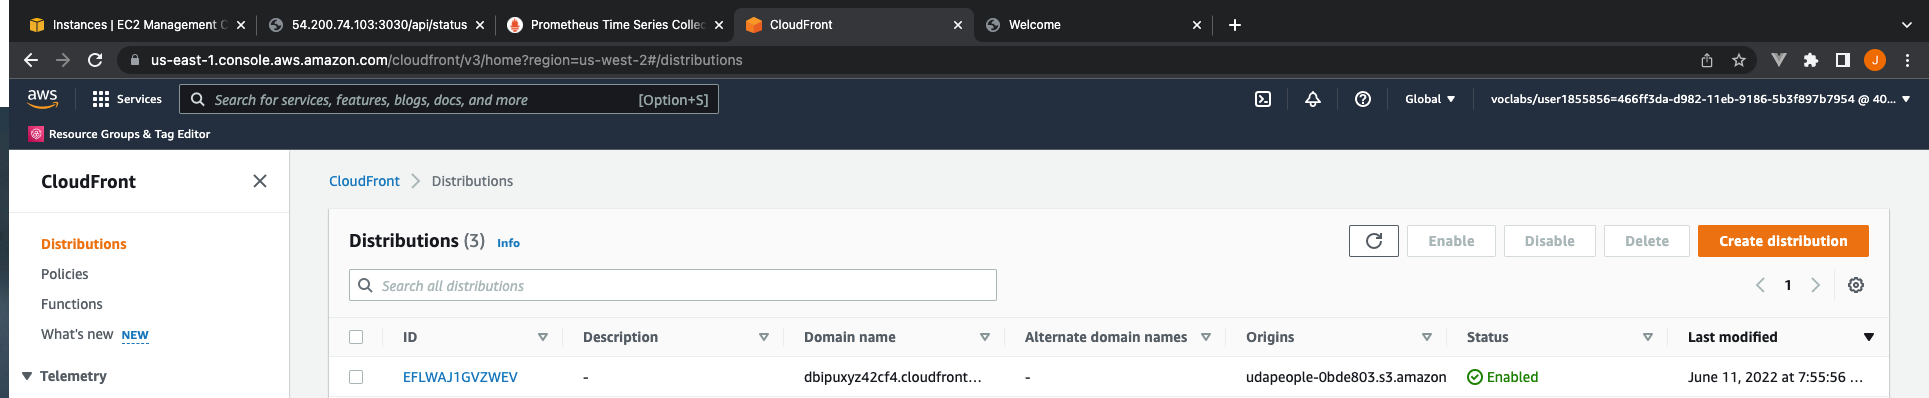 Instances | EC2 Management C
54.200.74.103:3030/api/status
Prometheus Time Series Collec
CloudFront
Welcome
us-east-1.console.aws.amazon.com/cloudfront/v3/home?region=us-west-2#/distributions
J
aws
Services
Search for services, features, blogs, docs, and more
[Option+S]
Global
voclabs/user1855856=466ff3da-d982-11eb-9186-5b3f897b7954 @ 40...
Resource Groups & Tag Editor
CloudFront
Distributions
Policies
Functions
What's new NEW
Telemetry
CloudFront
Distributions
Distributions (3) Info
Enable
Disable
Delete
Create distribution
Search all distributions
1
ID
Description
Domain name
Alternate domain names
Origins
Status
Last modified
EFLWAJ1GVZWEV
-
dbipuxyz42cf4.cloudfront...
-
udapeople-0bde803.s3.amazon
Enabled
June 11, 2022 at 7:55:56 ...